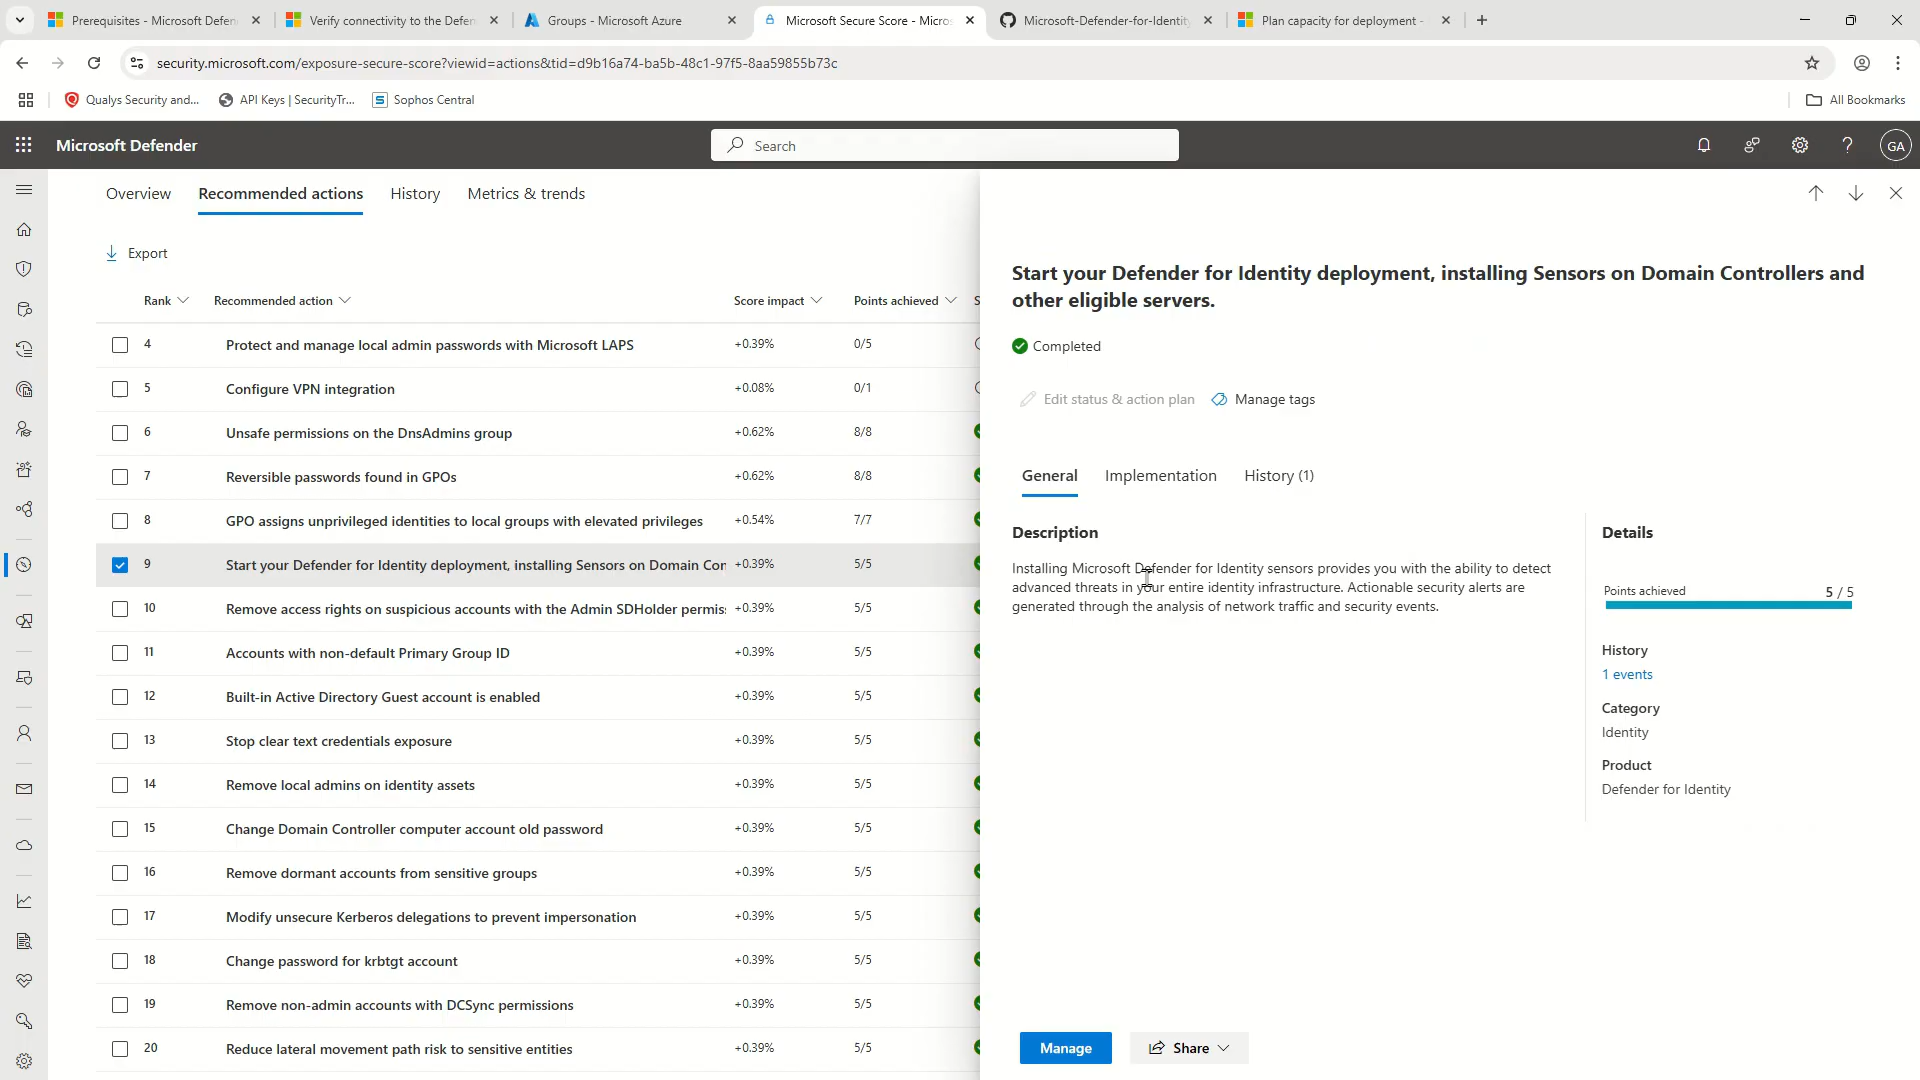 Prerequisites - Microsoft Defen
Verify connectivity to the Defen
Groups - Microsoft Azure
Microsoft Secure Score - Micros
Microsoft-Defender-for-Identity
Plan capacity for deployment -
security.microsoft.com/exposure-secure-score?viewid=actions&tid=d9b16a74-ba5b-48c1-97f5-8aa59855b73c
Qualys Security and...
API Keys | SecurityTr...
Sophos Central
All Bookmarks
Microsoft Defender
Search
GA
Overview
Recommended actions
History
Metrics & trends
Export
Rank
Recommended action
Score impact
Points achieved
4 Protect and manage local admin passwords with Microsoft LAPS +0.39% 0/5
5 Configure VPN integration +0.08% 0/1
6 Unsafe permissions on the DnsAdmins group +0.62% 8/8
7 Reversible passwords found in GPOs +0.62% 8/8
8 GPO assigns unprivileged identities to local groups with elevated privileges +0.54% 7/7
9 Start your Defender for Identity deployment, installing Sensors on Domain Con +0.39% 5/5
10 Remove access rights on suspicious accounts with the Admin SDHolder permis: +0.39% 5/5
11 Accounts with non-default Primary Group ID +0.39% 5/5
12 Built-in Active Directory Guest account is enabled +0.39% 5/5
13 Stop clear text credentials exposure +0.39% 5/5
14 Remove local admins on identity assets +0.39% 5/5
15 Change Domain Controller computer account old password +0.39% 5/5
16 Remove dormant accounts from sensitive groups +0.39% 5/5
17 Modify unsecure Kerberos delegations to prevent impersonation +0.39% 5/5
18 Change password for krbtgt account +0.39% 5/5
19 Remove non-admin accounts with DCSync permissions +0.39% 5/5
20 Reduce lateral movement path risk to sensitive entities +0.39% 5/5
Start your Defender for Identity deployment, installing Sensors on Domain Controllers and
other eligible servers.
Completed
Edit status & action plan
Manage tags
General
Implementation
History (1)
Description
Installing Microsoft Defender for Identity sensors provides you with the ability to detect
advanced threats in your entire identity infrastructure. Actionable security alerts are
generated through the analysis of network traffic and security events.
Details
Points achieved 5 / 5
History
1 events
Category
Identity
Product
Defender for Identity
Manage
Share